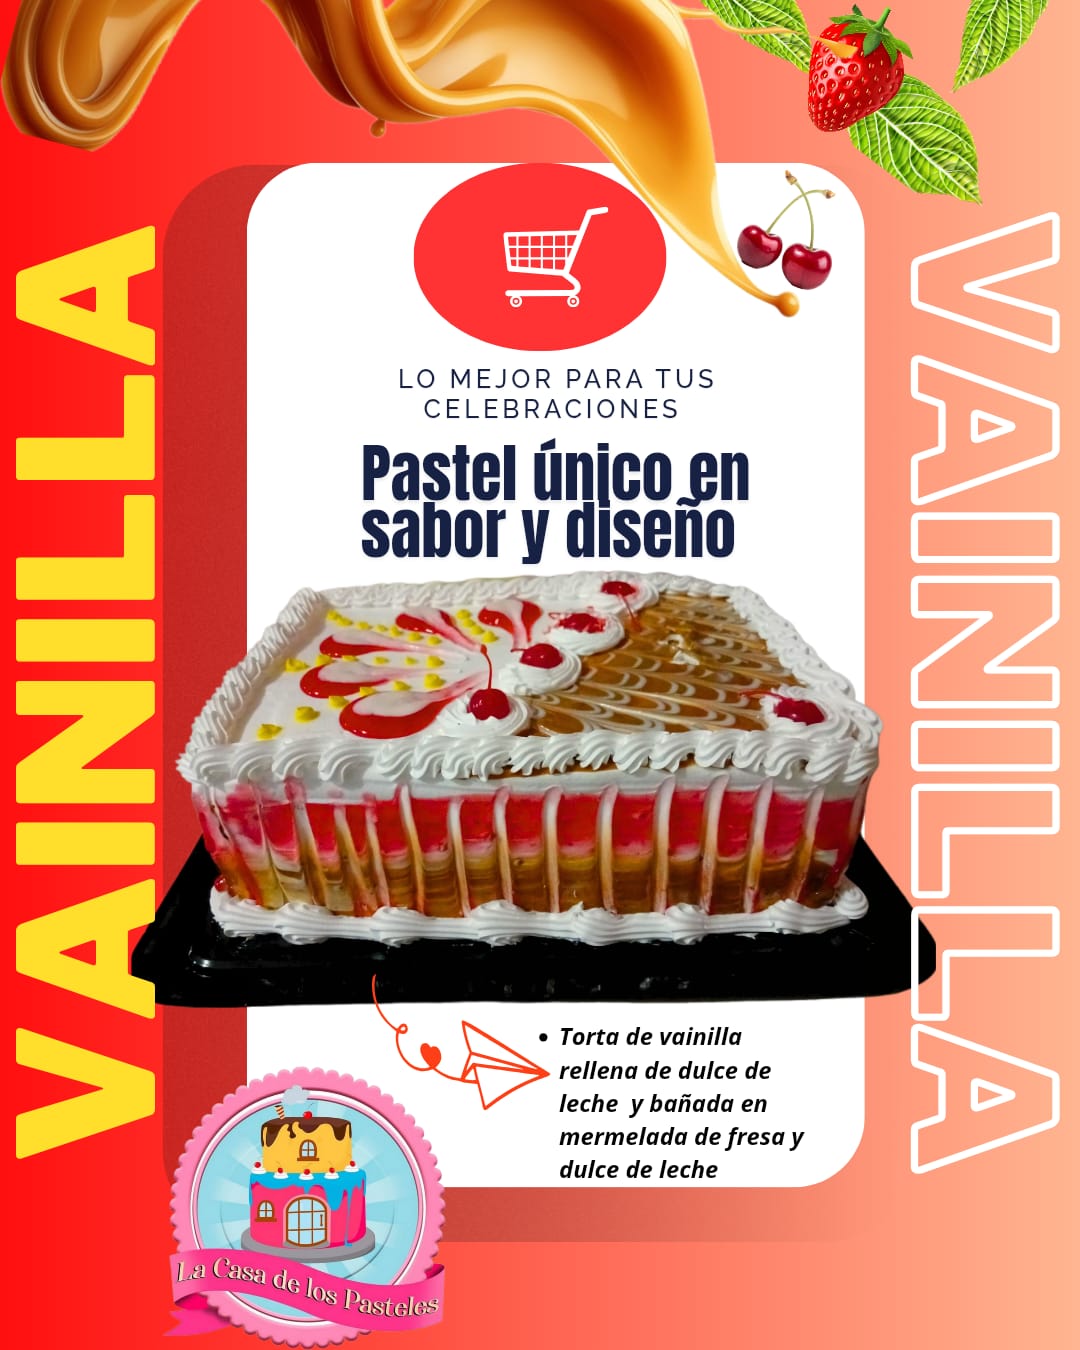 VAINILLA
LO MEJOR PARA TUS
CELEBRACIONES
Pastel único en
sabor y diseño
VAINILLA
• Torta de vainilla
rellena de dulce de
leche y bañada en
mermelada de fresa y
dulce de leche
La Casa de los Pasteles